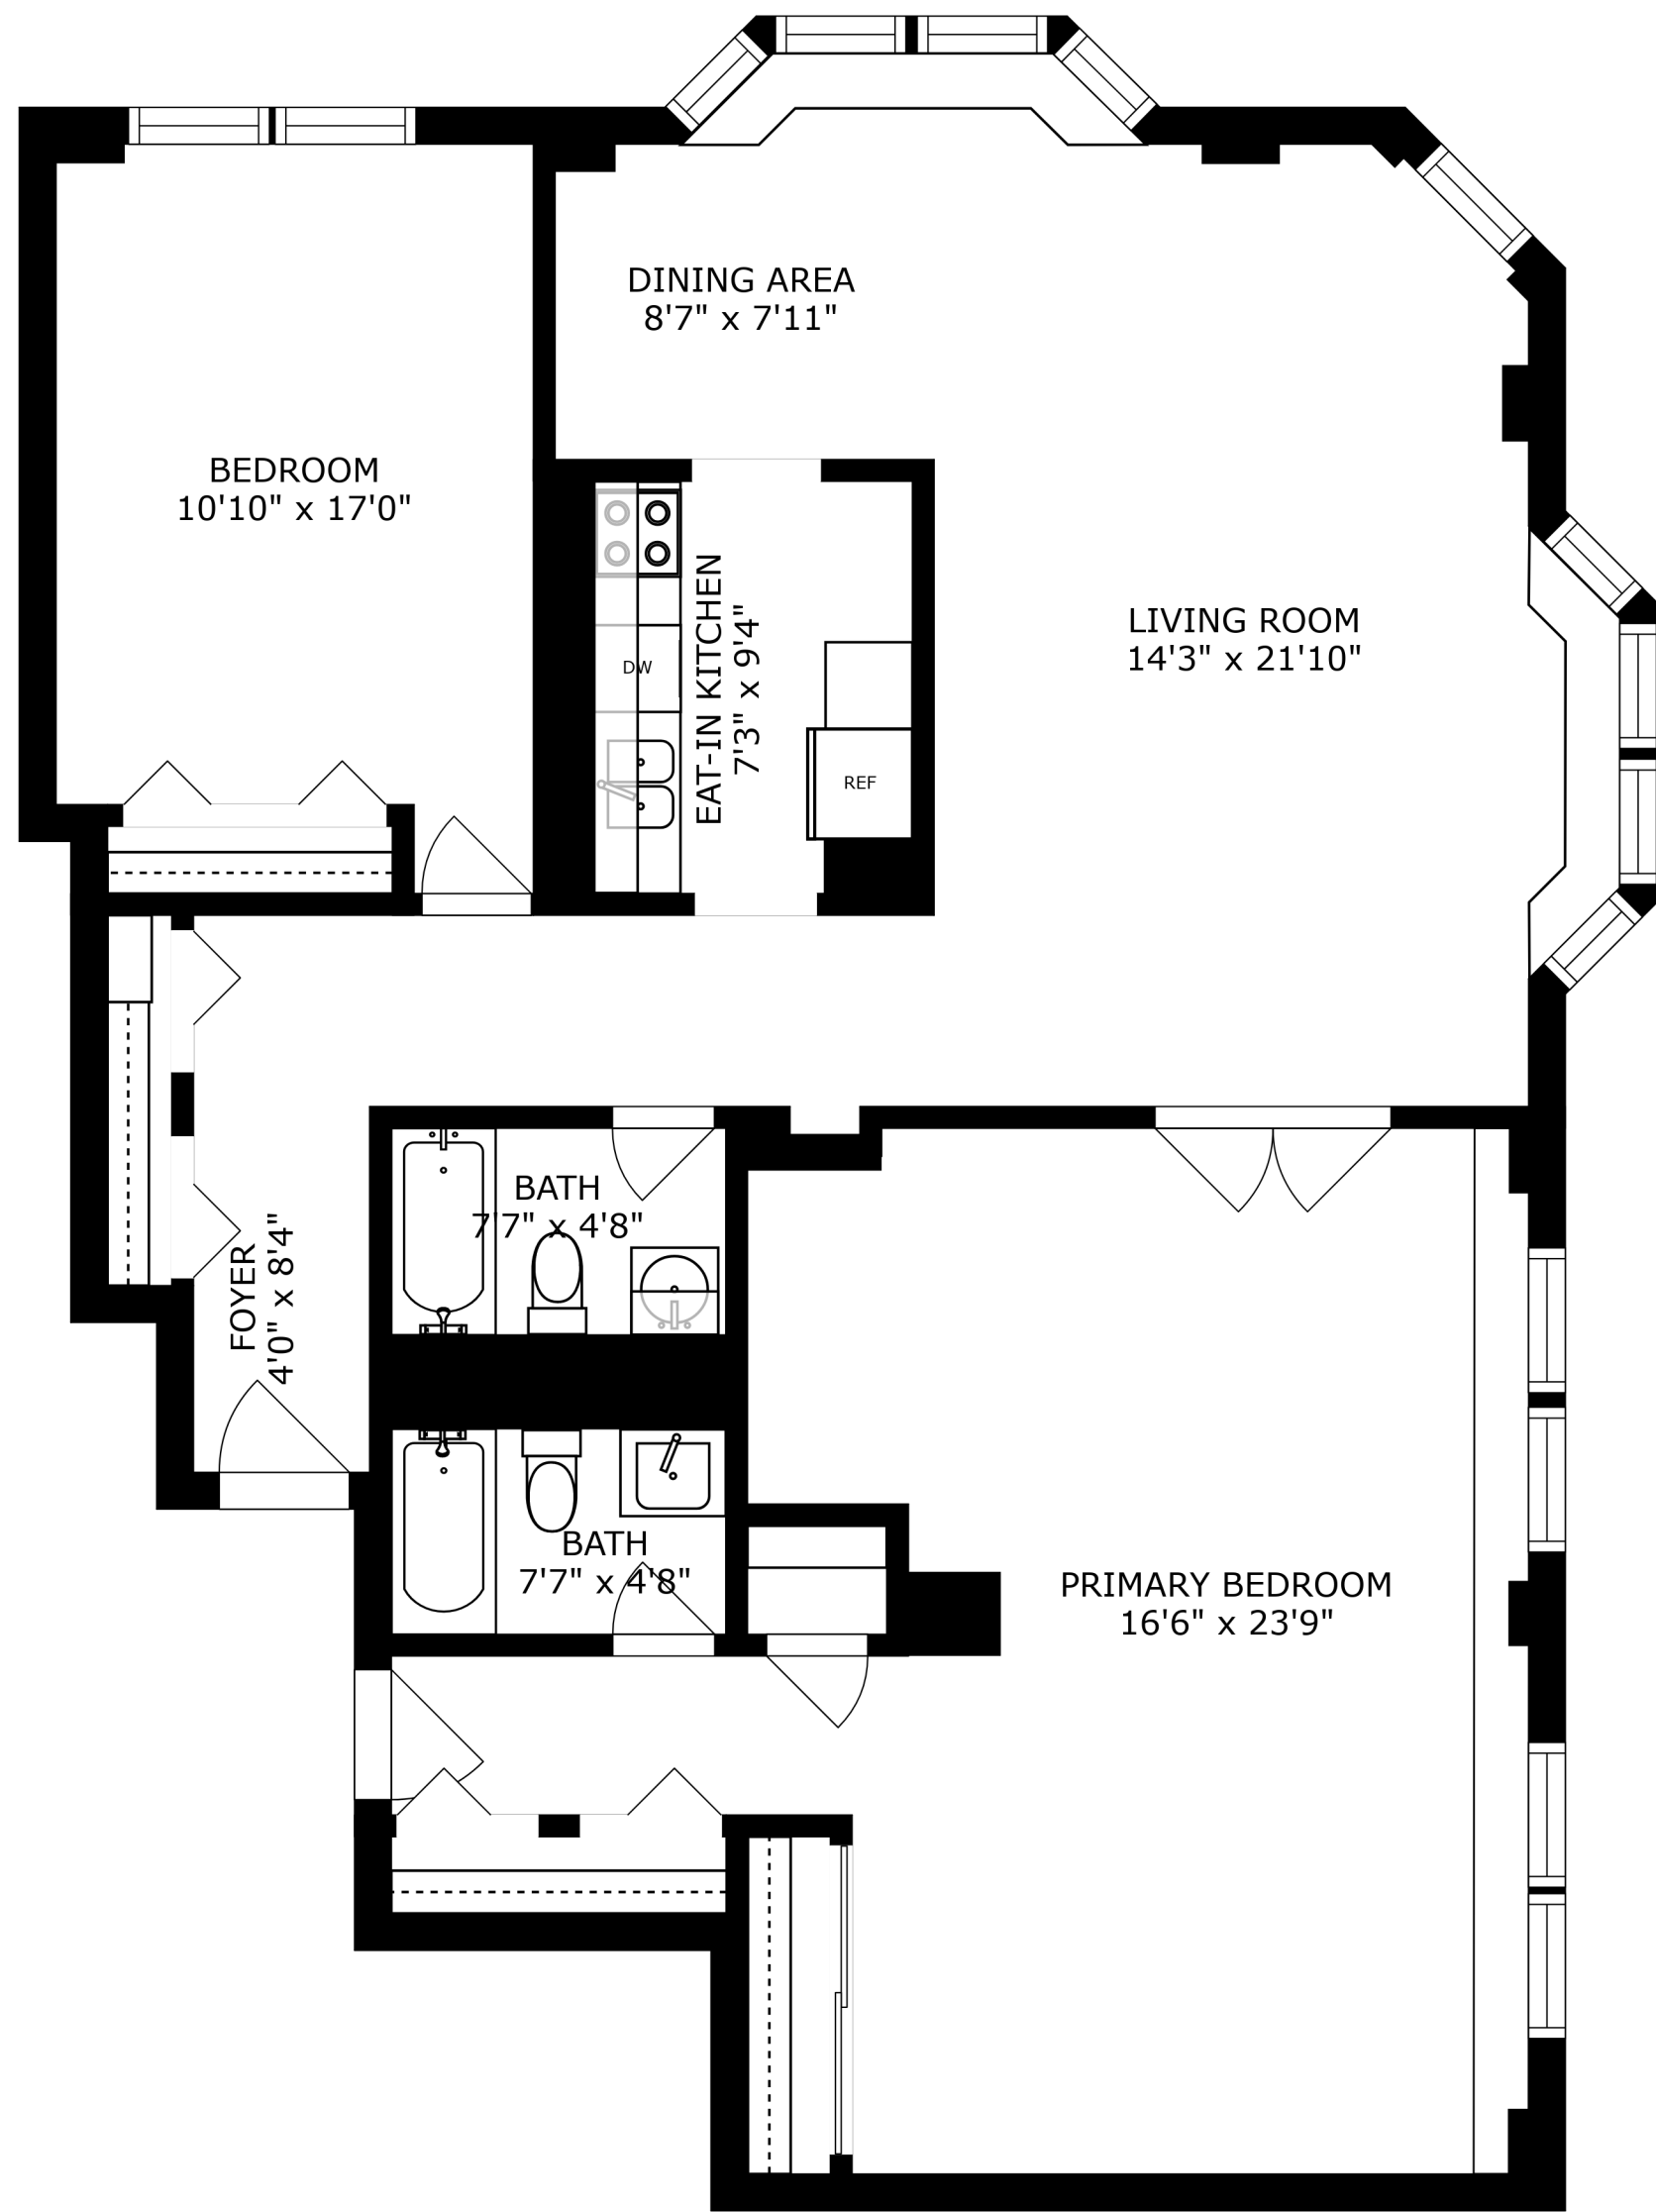 DINING AREA
8'7" x 7'11"
BEDROOM
10'10" x 17'0"
EAT-IN KITCHEN
7'3" x 9'4"
DW
REF
LIVING ROOM
14'3" x 21'10"
BATH
7'7" x 4'8"
FOYER
4'0" x 8'4"
BATH
7'7" x 4'8"
PRIMARY BEDROOM
16'6" x 23'9"